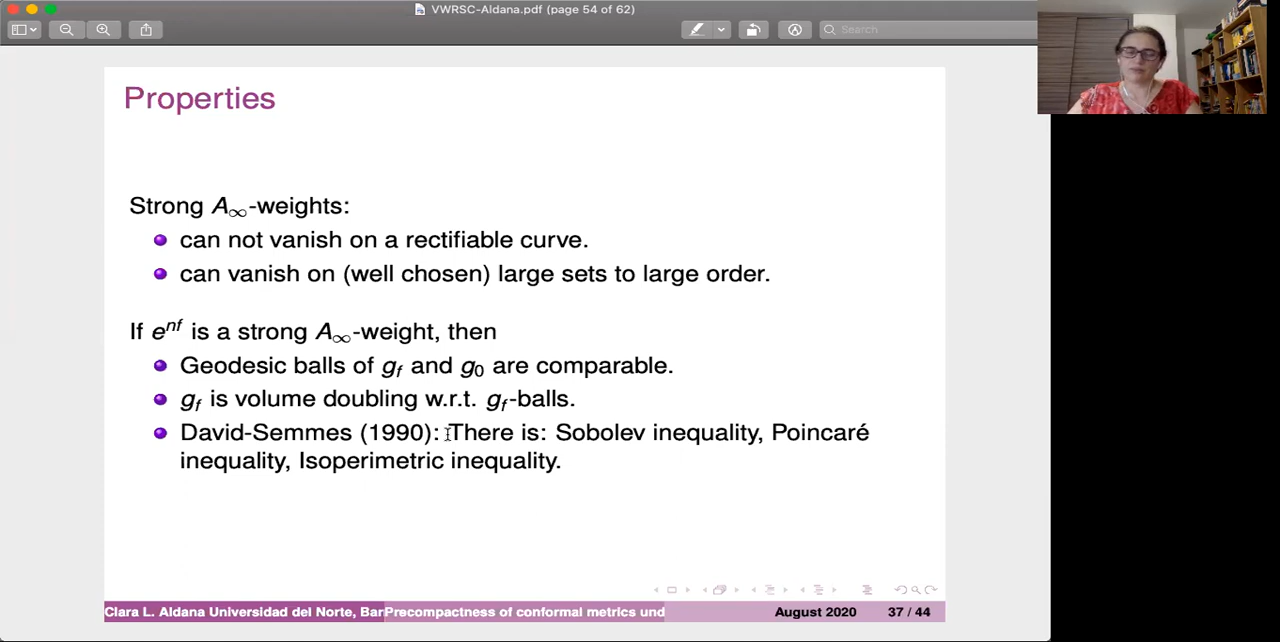 VWRSC-Aldana.pdf (page 54 of 62)
Search
Properties
Strong A∞-weights:
can not vanish on a rectifiable curve.
can vanish on (well chosen) large sets to large order.
If e^{nf} is a strong A∞-weight, then
Geodesic balls of g_f and g_0 are comparable.
g_f is volume doubling w.r.t. g_f-balls.
David-Semmes (1990): There is: Sobolev inequality, Poincaré
inequality, Isoperimetric inequality.
Clara L. Aldana Universidad del Norte, Bar Precompactness of conformal metrics und August 2020 37 / 44